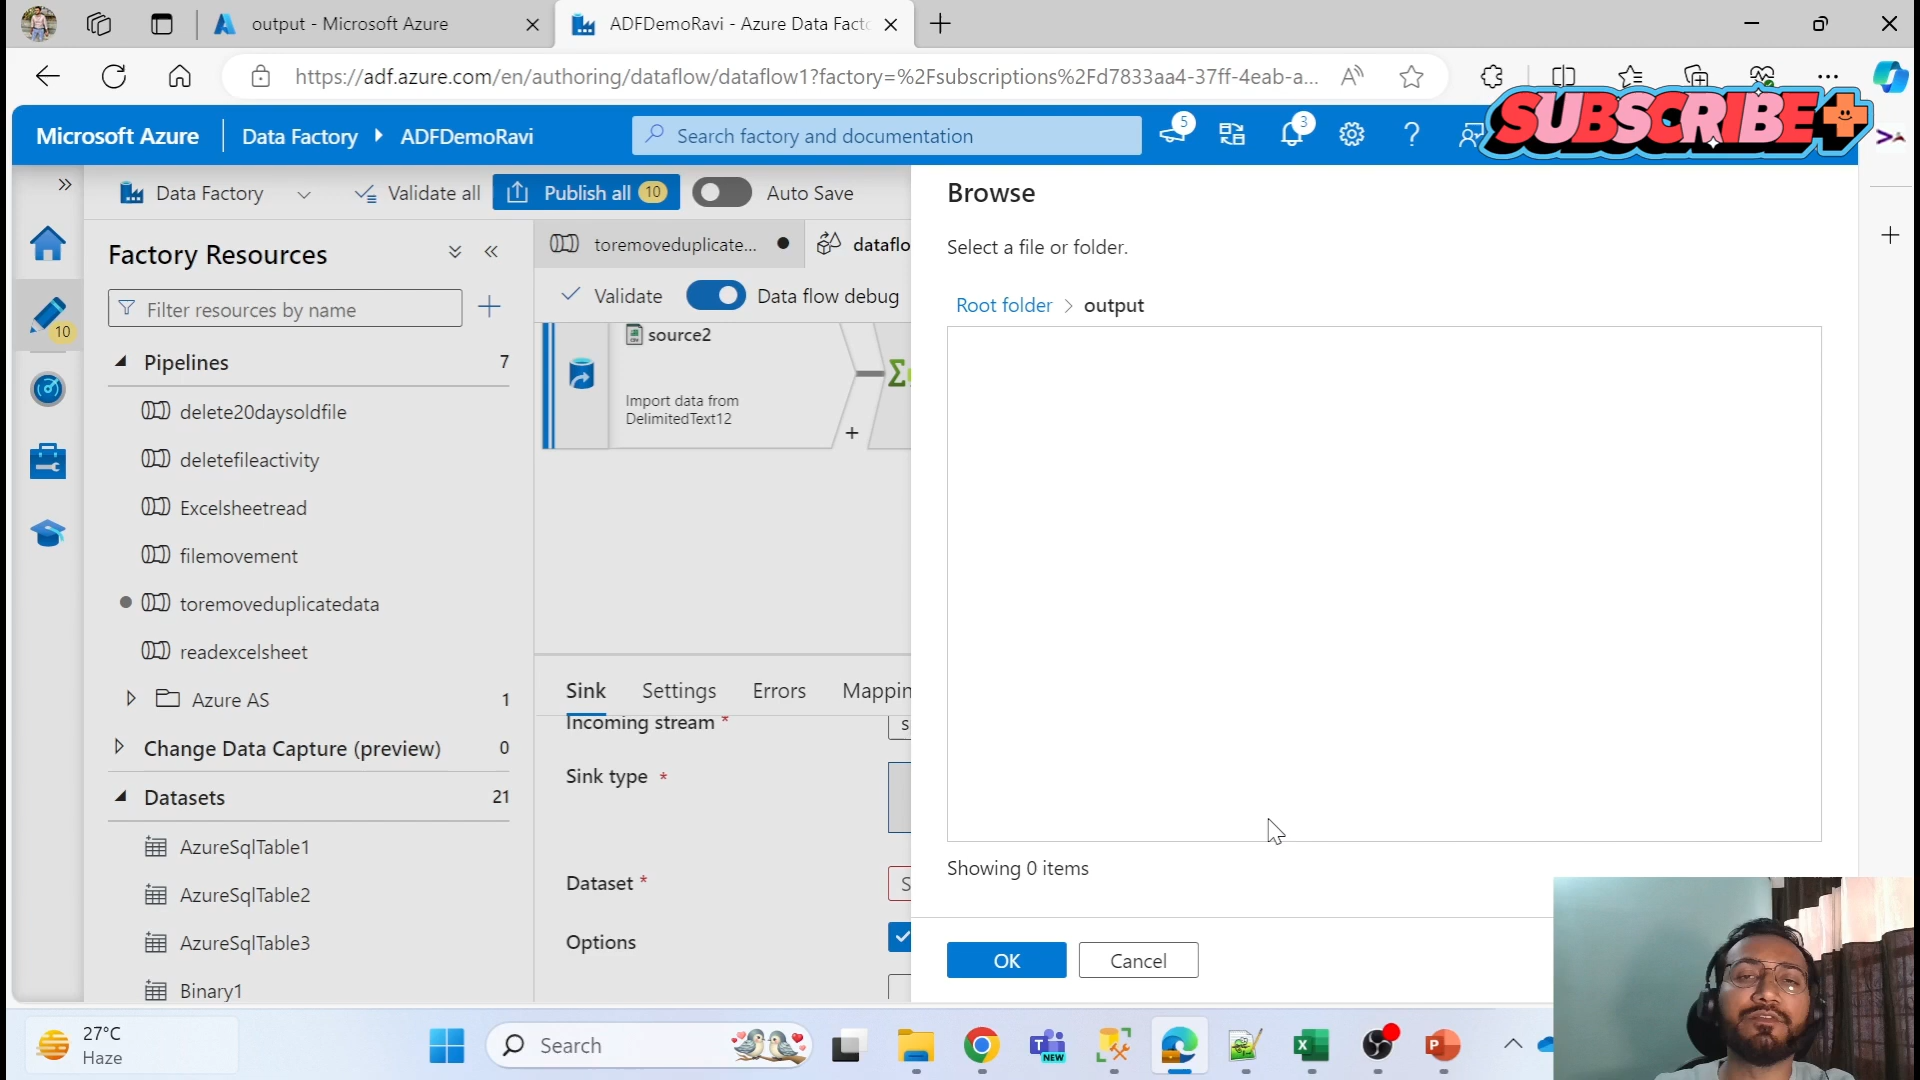 output - Microsoft Azure
ADFDemoRavi - Azure Data Facto
https://adf.azure.com/en/authoring/dataflow/dataflow1?factory=%2Fsubscriptions%2Fd7833aa4-37ff-4eab-a...
SUBSCRIBE
Microsoft Azure
Data Factory
ADFDemoRavi
Search factory and documentation
5
3
Data Factory
Validate all
Publish all 10
Auto Save
Factory Resources
Filter resources by name
10
Pipelines 7
delete20daysoldfile
deletefileactivity
Excelsheetread
filemovement
toremoveduplicatedata
readexcelsheet
Azure AS 1
Change Data Capture (preview) 0
Datasets 21
AzureSqlTable1
AzureSqlTable2
AzureSqlTable3
Binary1
toremoveduplicate...
dataflo
Validate
Data flow debug
source2
Import data from
DelimitedText12
Sink Settings Errors Mappin
Incoming stream *
s
Sink type *
Dataset *
S
Options
Browse
Select a file or folder.
Root folder > output
Showing 0 items
OK
Cancel
27°C
Haze
Search
NEW